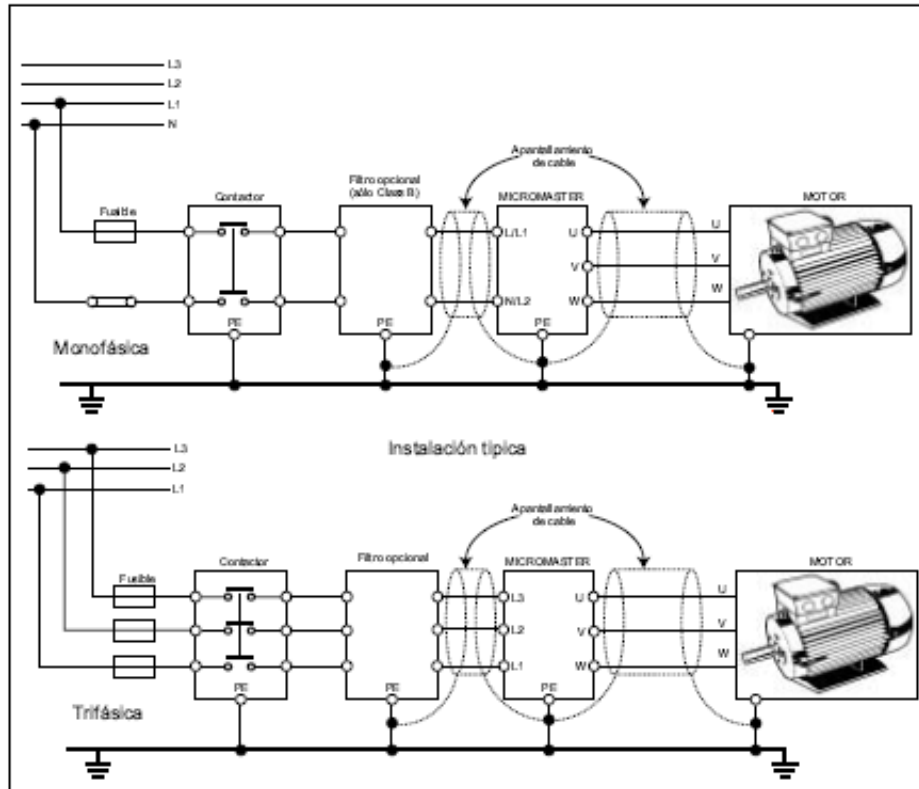 L3
L2
L1
N
Apantallamiento
de cable
Filtro opcional
(sólo Class B)
Fusible
Contactor
MICROMASTER
MOTOR
L/L1
U
U
V
V
N/L2
W
W
PE
PE
PE
Monofásica
Instalación típica
L3
L2
L1
Apantallamiento
de cable
Fusible
Contactor
Filtro opcional
MICROMASTER
MOTOR
L3
U
U
L2
V
V
L1
W
W
PE
PE
PE
Trifásica